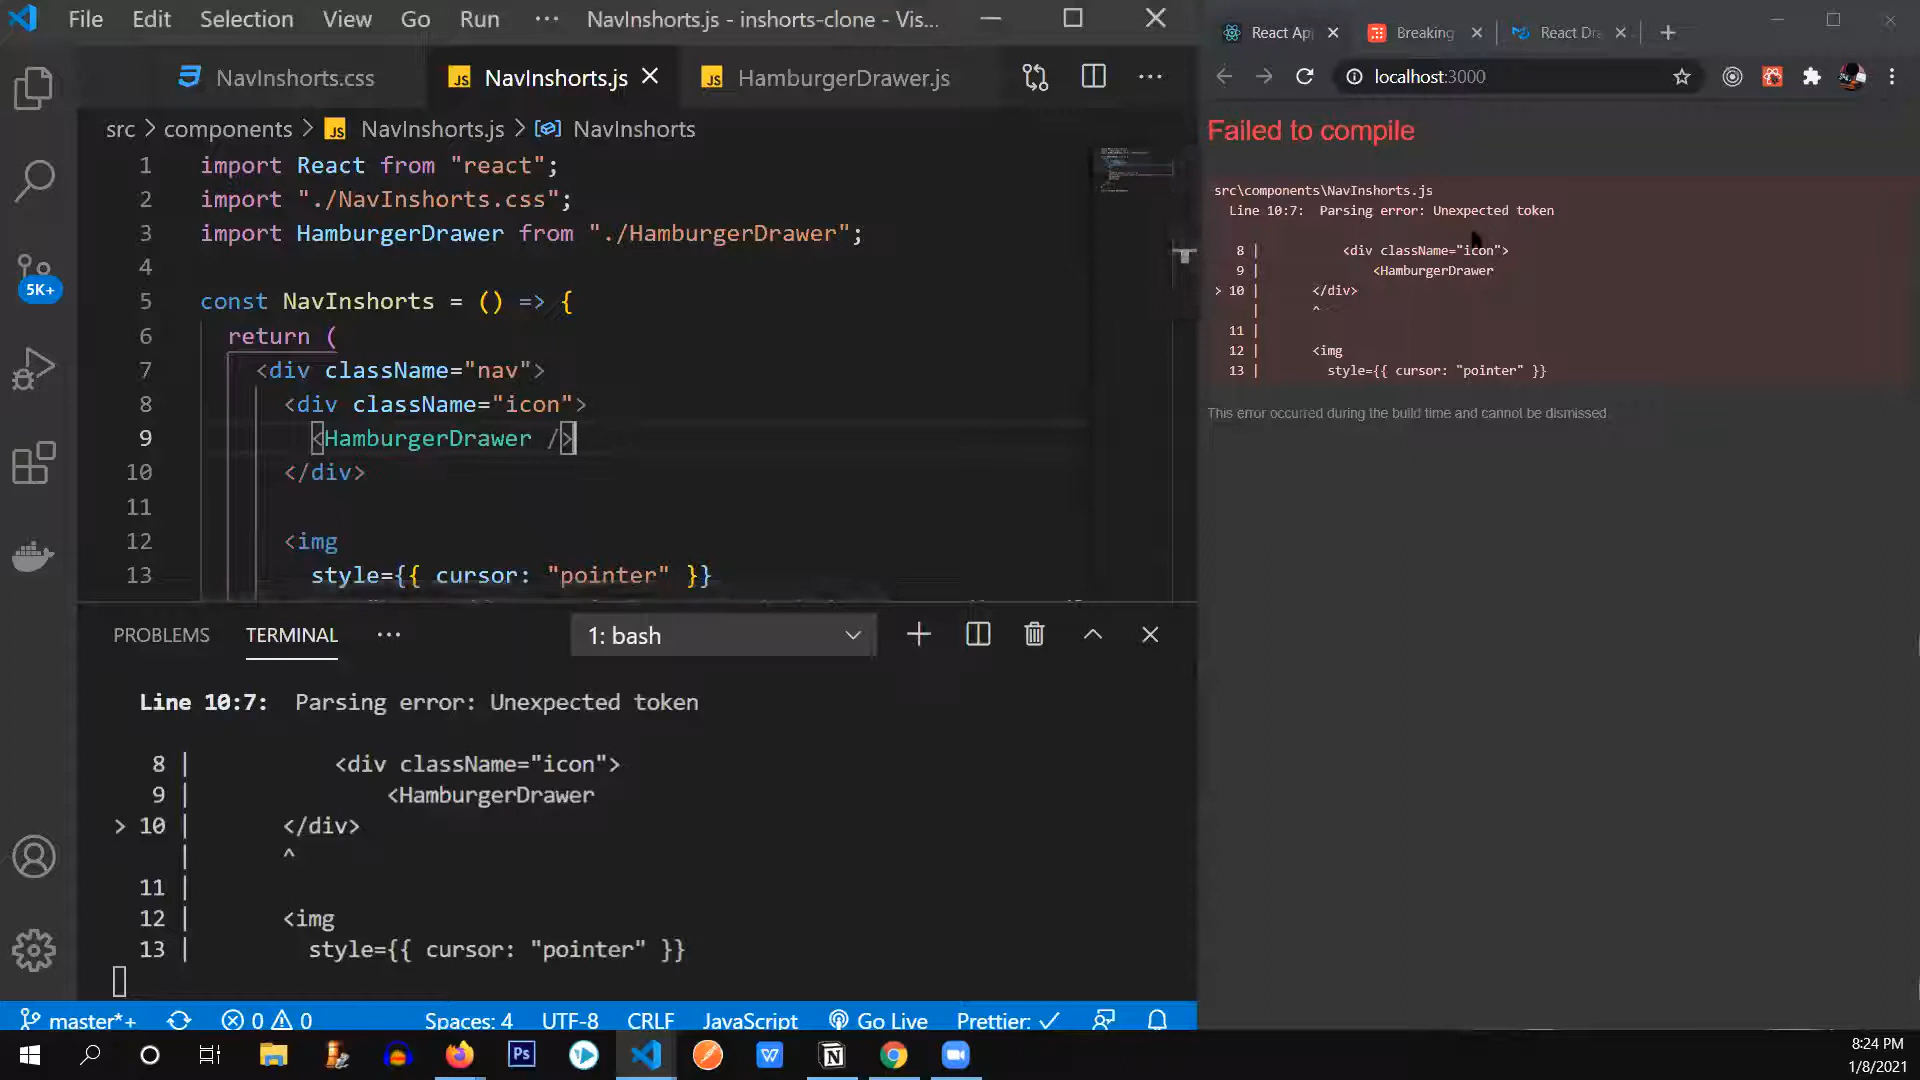 File Edit Selection View Go Run ··· NavInshorts.js - inshorts-clone - Vis...
NavInshorts.css
JS NavInshorts.js
JS HamburgerDrawer.js
src > components > JS NavInshorts.js > NavInshorts
1 import React from "react";
2 import "./NavInshorts.css";
3 import HamburgerDrawer from "./HamburgerDrawer";
4
5 const NavInshorts = () => {
6 return (
7 <div className="nav">
8 <div className="icon">
9 <HamburgerDrawer />
10 </div>
11
12 <img
13 style={{ cursor: "pointer" }}
5K+
PROBLEMS TERMINAL ··· 1: bash
Line 10:7: Parsing error: Unexpected token
8 | <div className="icon">
9 | <HamburgerDrawer
> 10 | </div>
| ^
11 |
12 | <img
13 | style={{ cursor: "pointer" }}
master*+ 0 0 Spaces: 4 UTF-8 CRLF JavaScript Go Live Prettier: ✓
React Ap
Breaking
React Dra
localhost:3000
Failed to compile
src\components\NavInshorts.js
Line 10:7: Parsing error: Unexpected token
8 | <div className="icon">
9 | <HamburgerDrawer
> 10 | </div>
| ^
11 |
12 | <img
13 | style={{ cursor: "pointer" }}
This error occurred during the build time and cannot be dismissed.
Ps
W
N
8:24 PM
1/8/2021